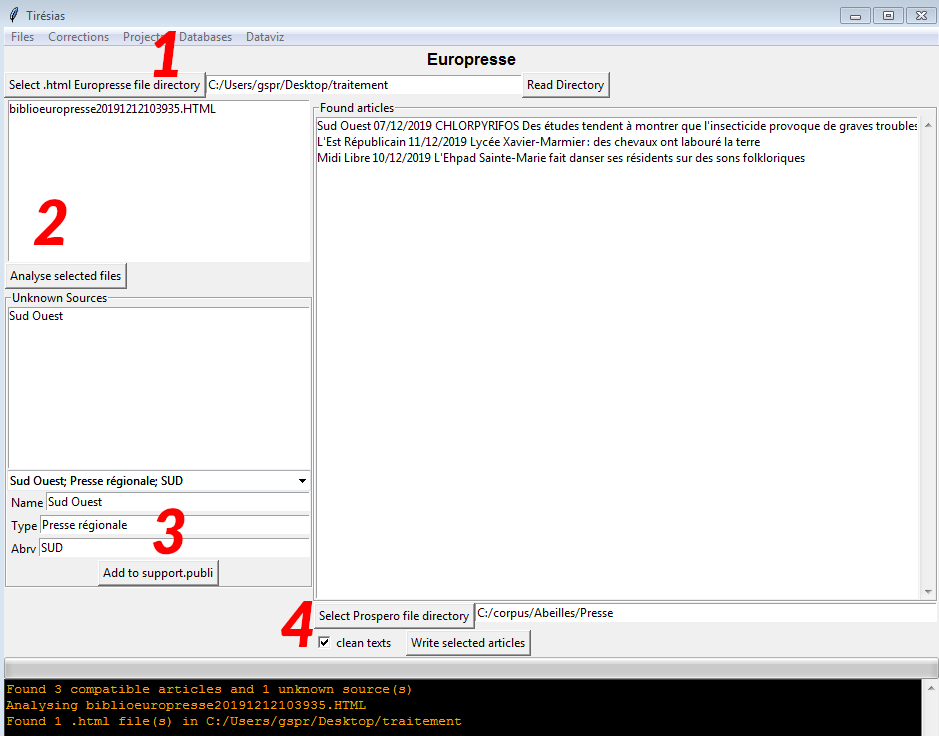 Tirésias
Files Corrections Projects Databases Dataviz
1
Europresse
Select .html Europresse file directory C:/Users/gspr/Desktop/traitement Read Directory
biblioeuropresse20191212103935.HTML
2
Analyse selected files
Unknown Sources
Sud Ouest
Sud Ouest; Presse régionale; SUD
Name Sud Ouest
Type Presse régionale
3
Abrv SUD
Add to support.publi
Found articles
Sud Ouest 07/12/2019 CHLORPYRIFOS Des études tendent à montrer que l'insecticide provoque de graves troubles
L'Est Républicain 11/12/2019 Lycée Xavier-Marmier: des chevaux ont labouré la terre
Midi Libre 10/12/2019 L'Ehpad Sainte-Marie fait danser ses résidents sur des sons folkloriques
4
Select Prospero file directory C:/corpus/Abeilles/Presse
clean texts Write selected articles
Found 3 compatible articles and 1 unknown source(s)
Analysing biblioeuropresse20191212103935.HTML
Found 1 .html file(s) in C:/Users/gspr/Desktop/traitement